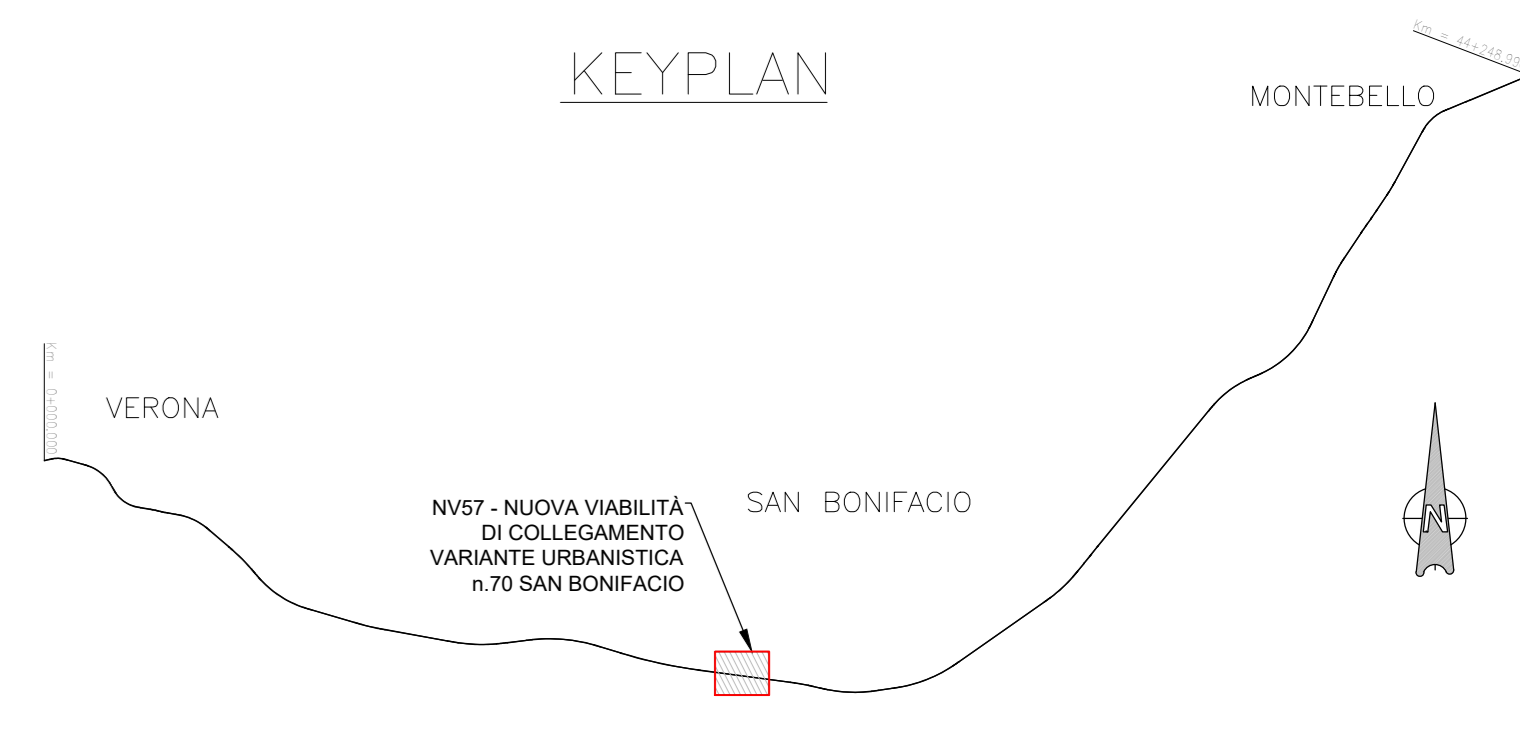 KEYPLAN
Km = 44+248.99
MONTEBELLO
Km = 0+000.000
VERONA
NV57 - NUOVA VIABILITÀ
DI COLLEGAMENTO
VARIANTE URBANISTICA
n.70 SAN BONIFACIO
SAN BONIFACIO
N